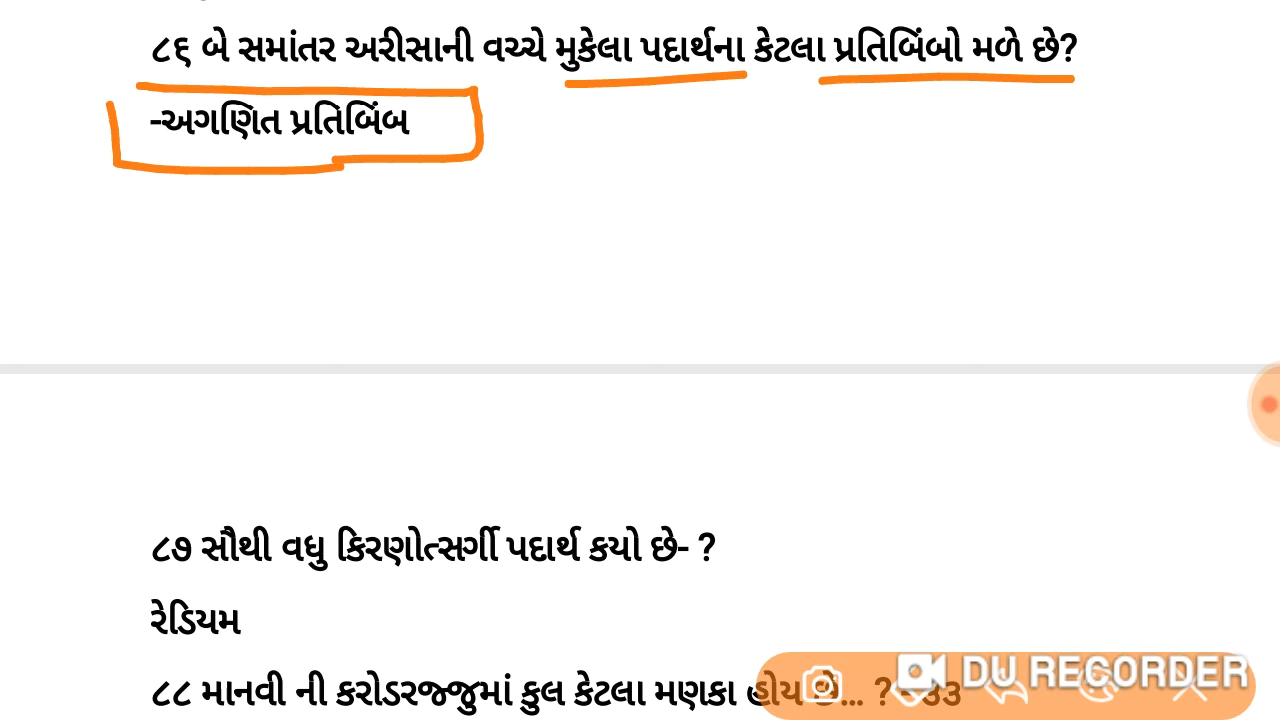 ૮૬ બે સમાંતર અરીસાની વચ્ચે મુકેલા પદાર્થના કેટલા પ્રતિબિંબો મળે છે?
-અગણિત પ્રતિબિંબ
૮૭ સૌથી વધુ કિરણોત્સર્ગી પદાર્થ કયો છે- ?
રેડિયમ
૮૮ માનવી ની કરોડરજ્જુમાં કુલ કેટલા મણકા હોય છે... ? - ૩૩
DU RECORDER